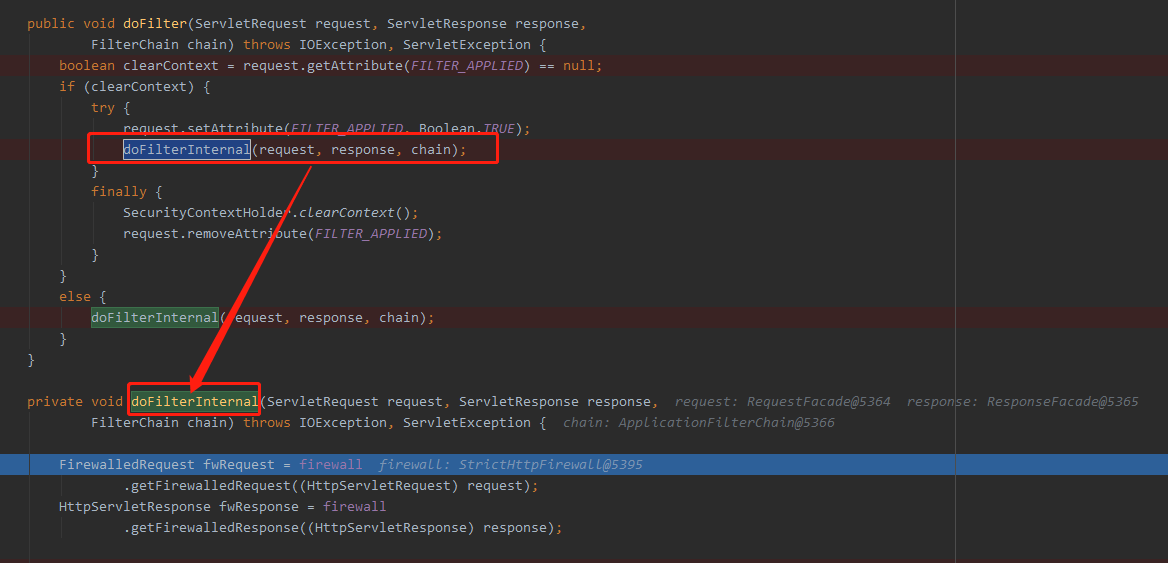 public void doFilter(ServletRequest request, ServletResponse response,
FilterChain chain) throws IOException, ServletException {
boolean clearContext = request.getAttribute(FILTER_APPLIED) == null;
if (clearContext) {
try {
request.setAttribute(FILTER_APPLIED, Boolean.TRUE);
doFilterInternal(request, response, chain);
}
finally {
SecurityContextHolder.clearContext();
request.removeAttribute(FILTER_APPLIED);
}
}
else {
doFilterInternal(request, response, chain);
}
}
private void doFilterInternal(ServletRequest request, ServletResponse response, request: RequestFacade@5364 response: ResponseFacade@5365
FilterChain chain) throws IOException, ServletException { chain: ApplicationFilterChain@5366
FirewalledRequest fwRequest = firewall firewall: StrictHttpFirewall@5395
.getFirewalledRequest((HttpServletRequest) request);
HttpServletResponse fwResponse = firewall
.getFirewalledResponse((HttpServletResponse) response);